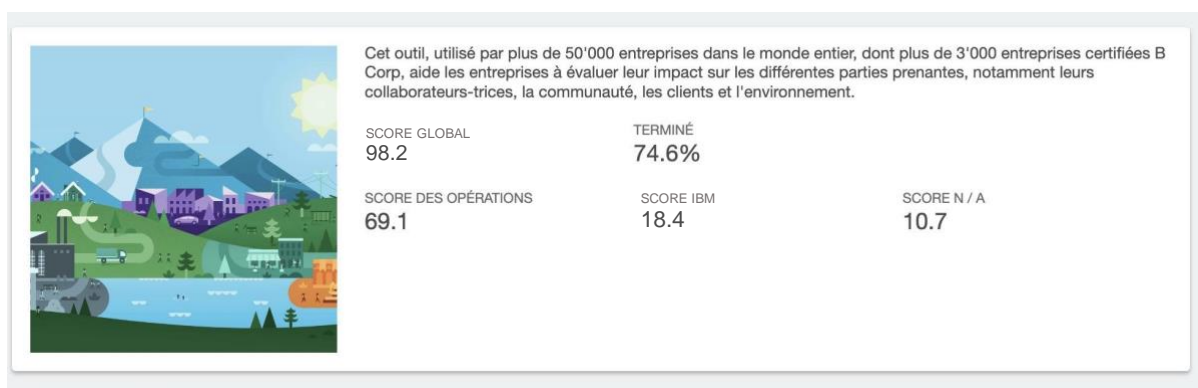 Cet outil, utilisé par plus de 50'000 entreprises dans le monde entier, dont plus de 3'000 entreprises certifiées B
Corp, aide les entreprises à évaluer leur impact sur les différentes parties prenantes, notamment leurs
collaborateurs-trices, la communauté, les clients et l'environnement.
SCORE GLOBAL
98.2
TERMINÉ
74.6%
SCORE DES OPÉRATIONS
69.1
SCORE IBM
18.4
SCORE N / A
10.7